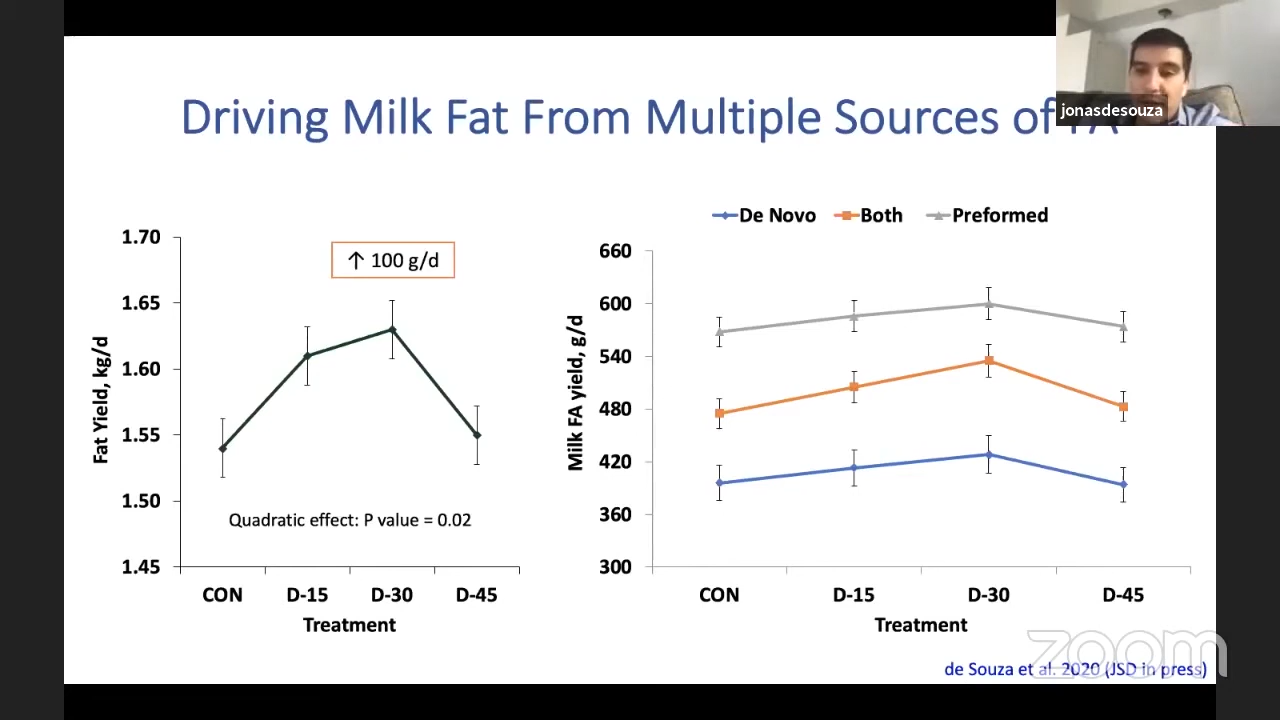 jonasdesouza
Driving Milk Fat From Multiple Sources of FA
De Novo Both Preformed
↑ 100 g/d
Fat Yield, kg/d
1.70
1.65
1.60
1.55
1.50
1.45
Quadratic effect: P value = 0.02
CON D-15 D-30 D-45
Treatment
Milk FA yield, g/d
660
600
540
480
420
360
300
CON D-15 D-30 D-45
Treatment
zoom
de Souza et al. 2020 (JSD in press)